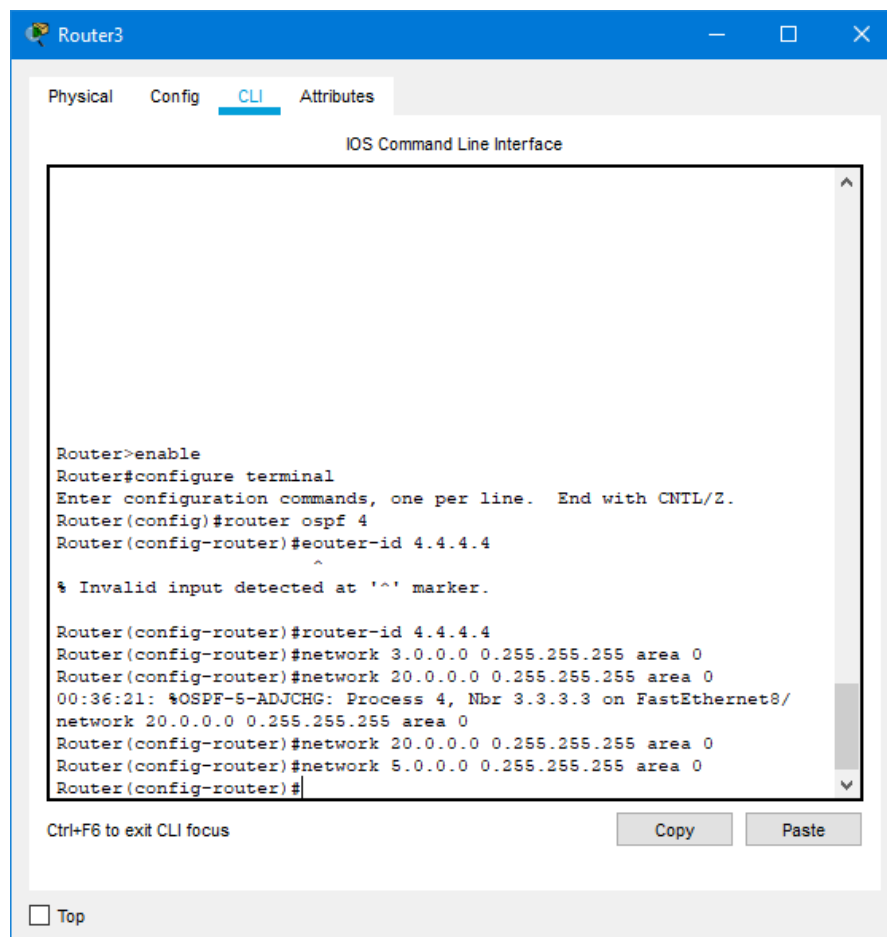 Router3
Physical Config CLI Attributes
IOS Command Line Interface
Router>enable
Router#configure terminal
Enter configuration commands, one per line.  End with CNTL/Z.
Router(config)#router ospf 4
Router(config-router)#eouter-id 4.4.4.4
^
% Invalid input detected at '^' marker.
Router(config-router)#router-id 4.4.4.4
Router(config-router)#network 3.0.0.0 0.255.255.255 area 0
Router(config-router)#network 20.0.0.0 0.255.255.255 area 0
00:36:21: %OSPF-5-ADJCHG: Process 4, Nbr 3.3.3.3 on FastEthernet8/
network 20.0.0.0 0.255.255.255 area 0
Router(config-router)#network 20.0.0.0 0.255.255.255 area 0
Router(config-router)#network 5.0.0.0 0.255.255.255 area 0
Router(config-router)#
Ctrl+F6 to exit CLI focus
Copy Paste
Top